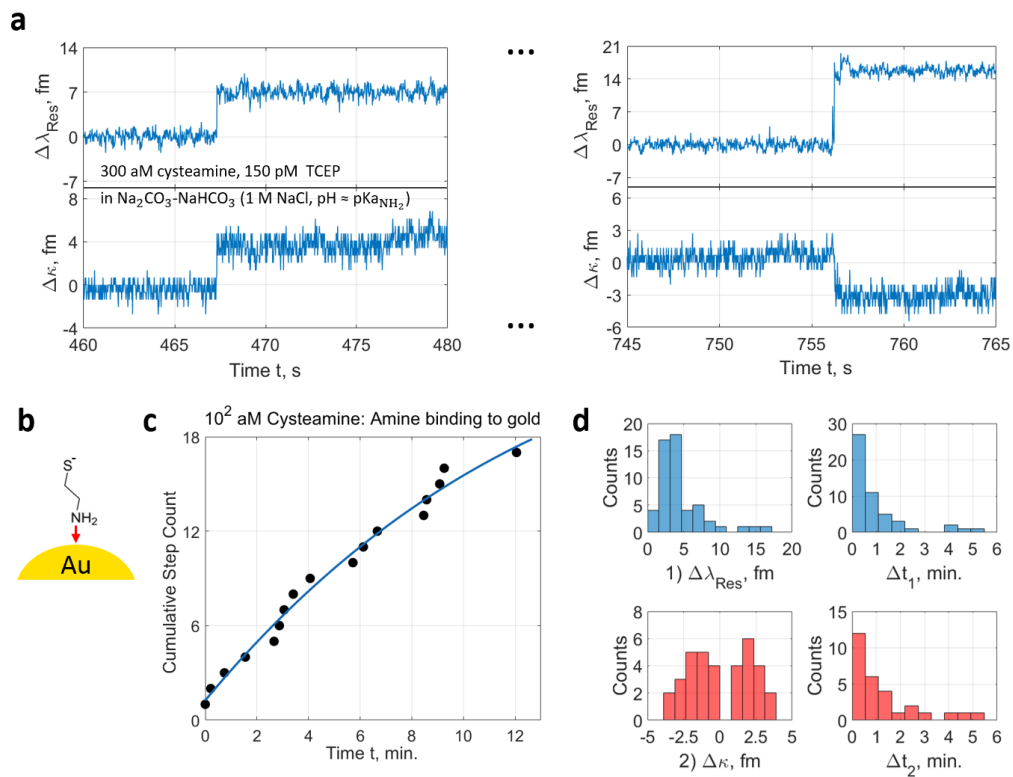 a
14
7
0
-7
Δ λRes, fm
300 aM cysteamine, 150 pM TCEP
8
4
0
-4
Δκ, fm
in Na₂CO₃-NaHCO₃ (1 M NaCl, pH ≈ pKaNH₂)
460 465 470 475 480
Time t, s
...
...
21
14
7
0
-7
Δ λRes, fm
6
3
0
-3
-6
Δκ, fm
745 750 755 760 765
Time t, s
b
S⁻
NH₂
Au
c
10² aM Cysteamine: Amine binding to gold
18
12
6
0
Cumulative Step Count
0 2 4 6 8 10 12
Time t, min.
d
20
15
10
5
0
Counts
0 5 10 15 20
1) ΔλRes, fm
30
20
10
0
Counts
0 1 2 3 4 5 6
Δt₁, min.
8
6
4
2
0
Counts
-5 -2.5 0 2.5 5
2) Δκ, fm
15
10
5
0
Counts
0 1 2 3 4 5 6
Δt₂, min.